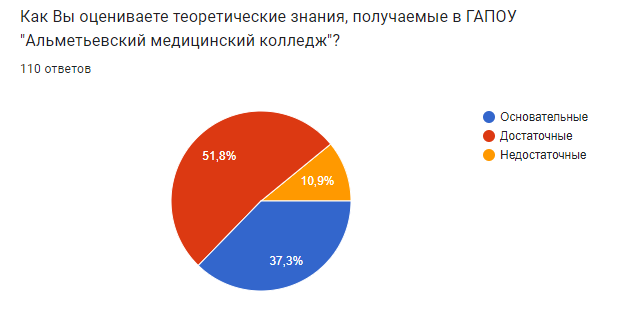 Как Вы оцениваете теоретические знания, получаемые в ГАПОУ
"Альметьевский медицинский колледж"?
110 ответов
Основательные
Достаточные
Недостаточные
51,8%
10,9%
37,3%